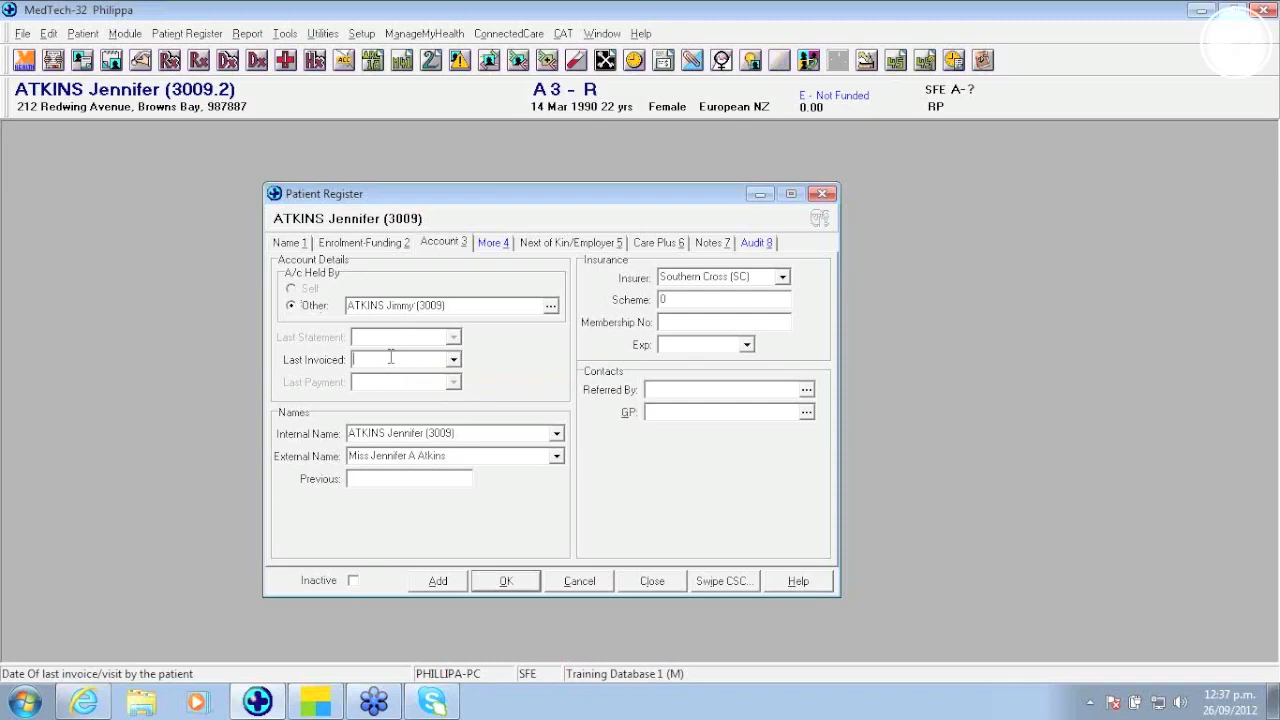 MedTech-32 Philippa
File Edit Patient Module Patient Register Report Tools Utilities Setup ManageMyHealth ConnectedCare CAT Window Help
ATKINS Jennifer (3009.2) A 3 - R E - Not Funded SFE A-?
212 Redwing Avenue, Browns Bay, 987887 14 Mar 1990 22 yrs Female European NZ 0.00 RP
Patient Register
ATKINS Jennifer (3009)
Name 1 Enrolment-Funding 2 Account 3 More 4 Next of Kin/Employer 5 Care Plus 6 Notes 7 Audit 8
Account Details
A/c Held By
Self
Other: ATKINS Jimmy (3009) ...
Last Statement:
Last Invoiced:
Last Payment:
Names
Internal Name: ATKINS Jennifer (3009)
External Name: Miss Jennifer A Atkins
Previous:
Insurance
Insurer: Southern Cross (SC)
Scheme: 0
Membership No:
Exp:
Contacts
Referred By: ...
GP: ...
Inactive Add OK Cancel Close Swipe CSC... Help
Date Of last invoice/visit by the patient PHILLIPA-PC SFE Training Database 1 (M)
12:37 p.m.
26/09/2012